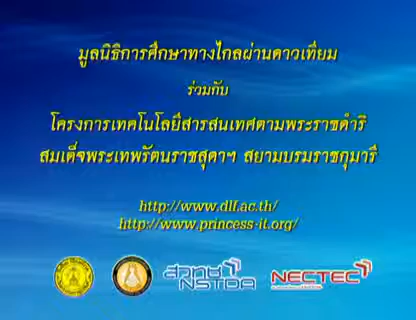 มูลนิธิการศึกษาทางไกลผ่านดาวเทียม
ร่วมกับ
โครงการเทคโนโลยีสารสนเทศตามพระราชดำริ
สมเด็จพระเทพรัตนราชสุดาฯ สยามบรมราชกุมารี
http://www.dlf.ac.th/
http://www.princess-it.org/
สวทช
NSTDA
NECTEC